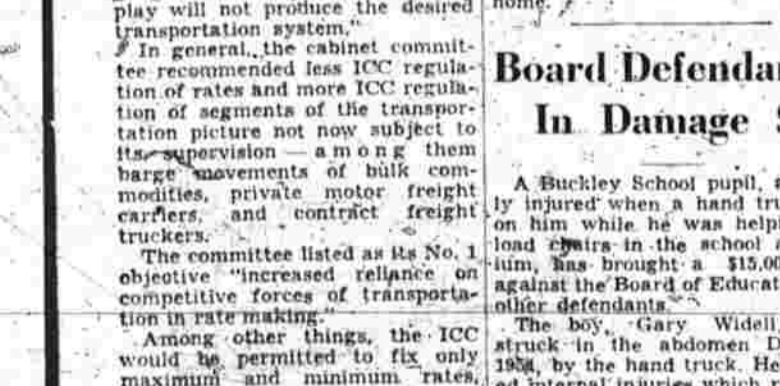 play will not produce the desired
transportation system."
In general, the cabinet commit-
tee recommended less ICC regula-
tion of rates and more ICC regula-
tion of segments of the transpor-
tation picture not now subject to
its supervision — among them
barge movements of bulk com-
modities, private motor freight
carriers, and contract freight
truckers.
The committee listed as its No. 1
objective "increased reliance on
competitive forces of transporta-
tion in rate making."
Among other things, the ICC
would be permitted to fix only
maximum and minimum rates,
home.
Board Defenda
In Damage
A Buckley School pupil,
ly injured when a hand tru
on him while he was help
load chairs in the school
ium, has brought a $15,00
against the Board of Educat
other defendants.
The boy, Gary Widell
struck in the abdomen D
by the hand truck. H
ed internal injuries which